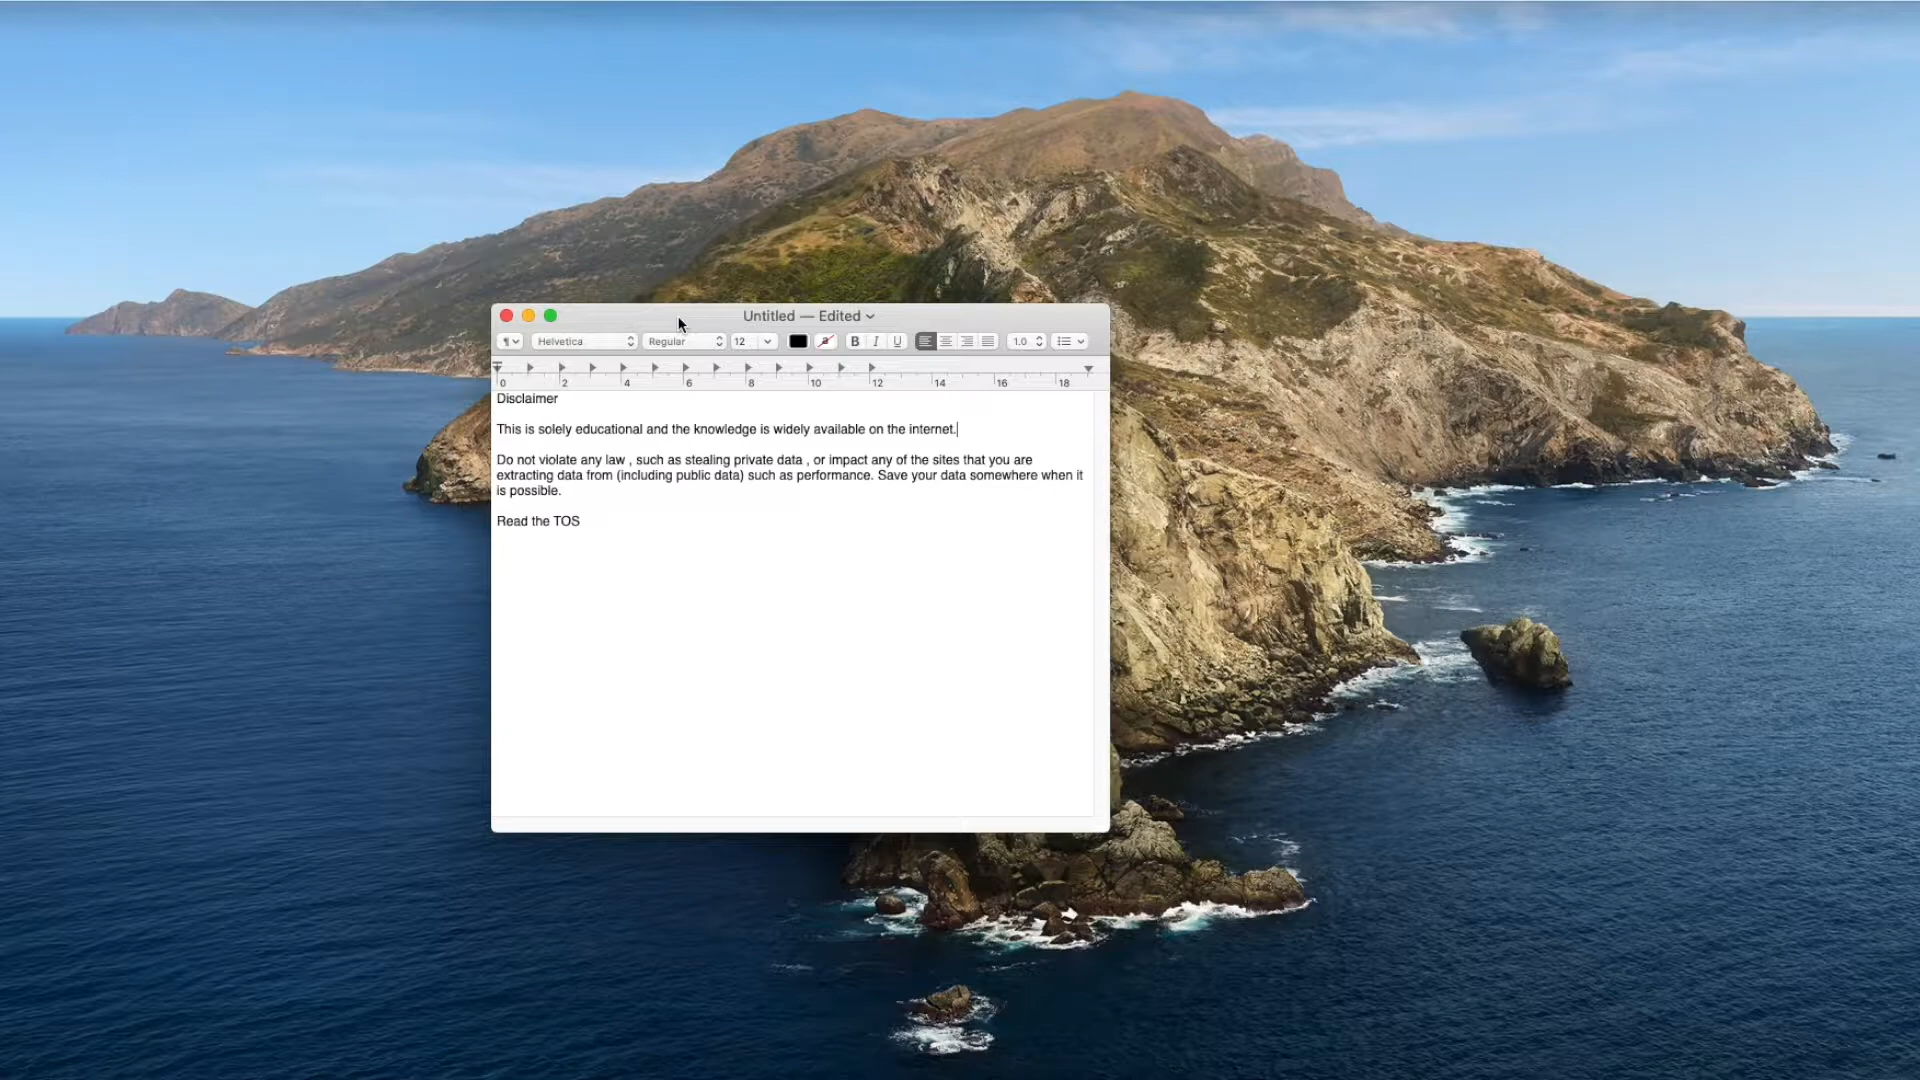 Untitled — Edited
¶ Helvetica Regular 12 a B I U 1.0
0 2 4 6 8 10 12 14 16 18
Disclaimer
This is solely educational and the knowledge is widely available on the internet.
Do not violate any law , such as stealing private data , or impact any of the sites that you are
extracting data from (including public data) such as performance. Save your data somewhere when it
is possible.
Read the TOS